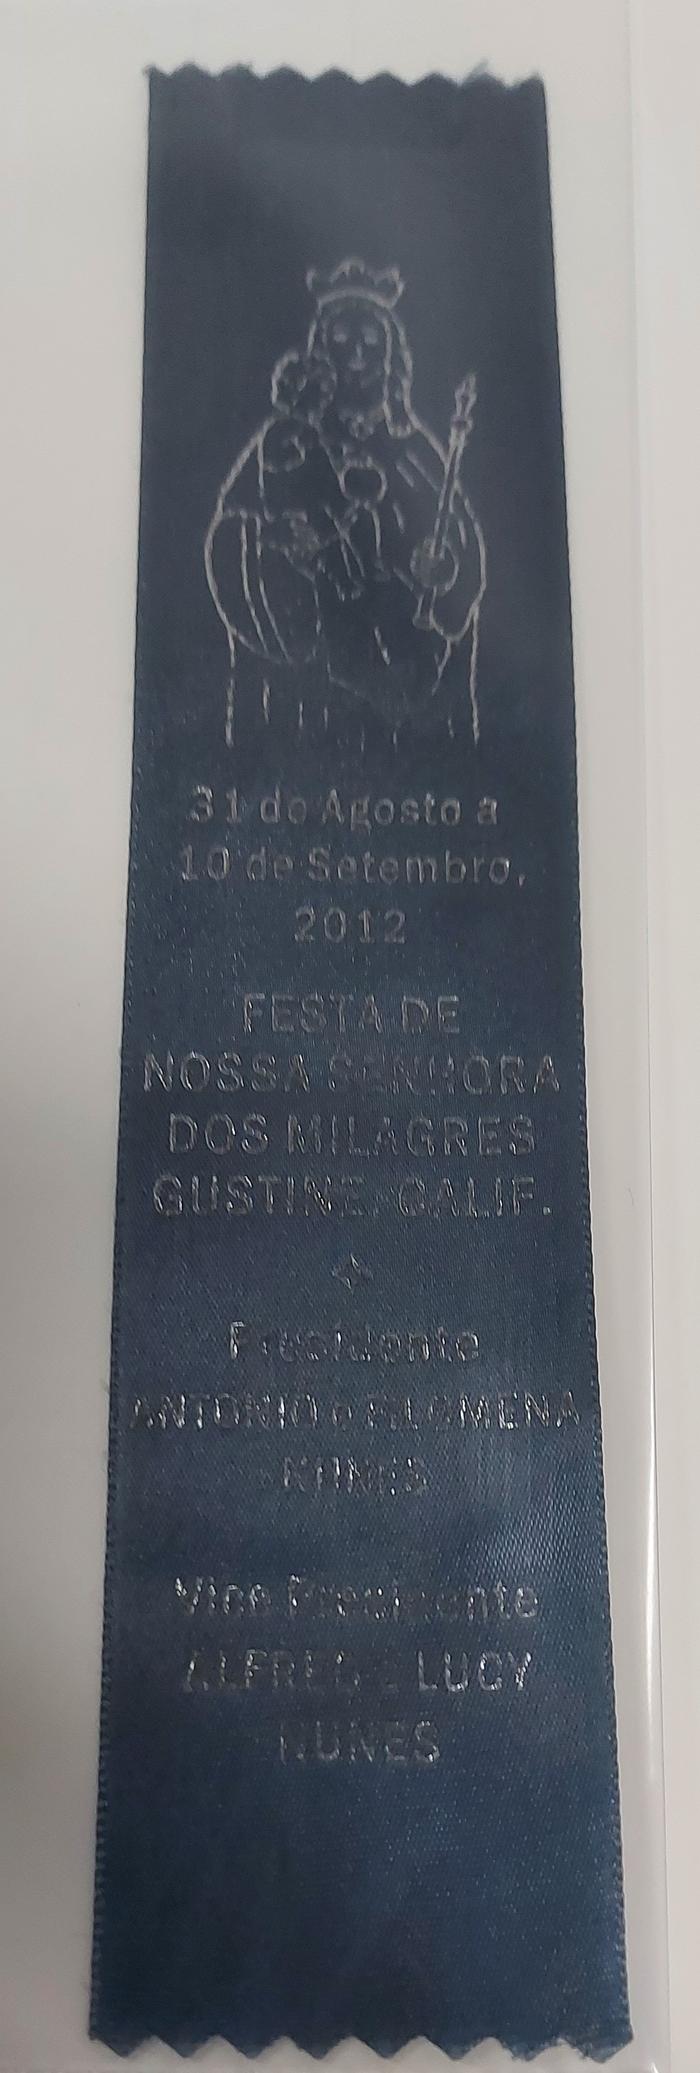 31 de Agosto a
10 de Setembro,
2012
FESTA DE
NOSSA SENHORA
DOS MILAGRES
GUSTINE, CALIF.
Presidente
ANTONIO e FILOMENA
NUNES
Vice Presidente
ALFRED LUCY
NUNES